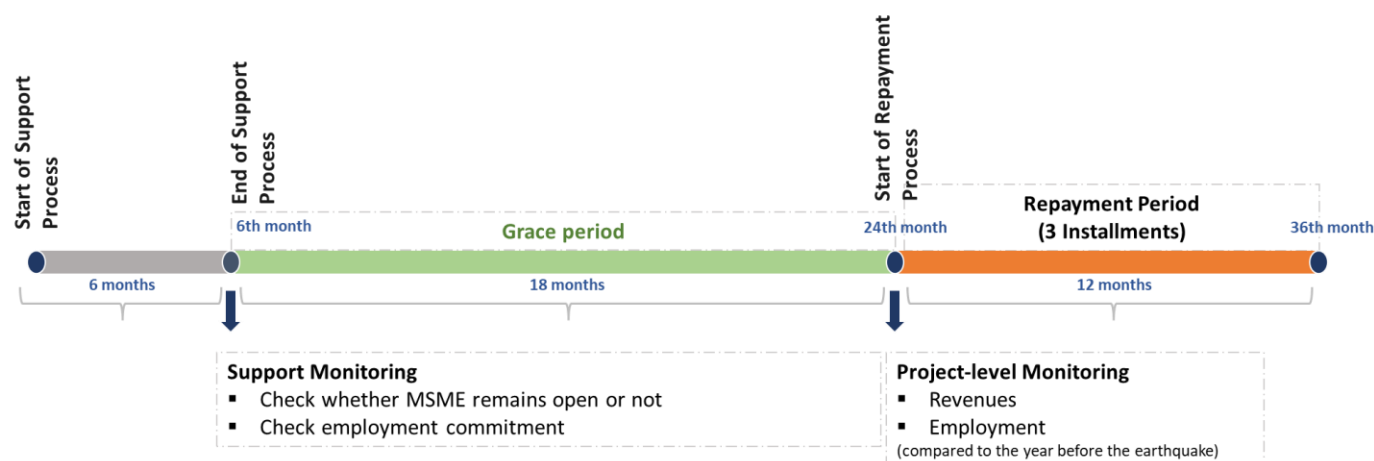 Start of Support
Process
End of Support
Process
Start of Repayment
Process
6th month
Grace period
24th month
Repayment Period
(3 Installments)
36th month
6 months
18 months
12 months
Support Monitoring
▪ Check whether MSME remains open or not
▪ Check employment commitment
Project-level Monitoring
▪ Revenues
▪ Employment
(compared to the year before the earthquake)